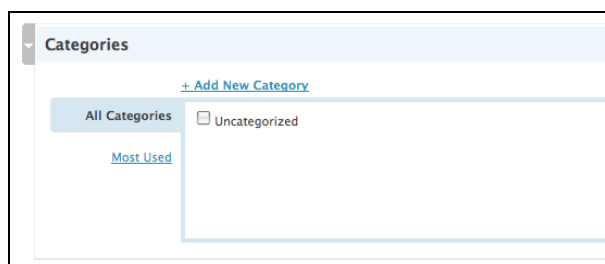 Categories
+ Add New Category
All Categories
Uncategorized
Most Used